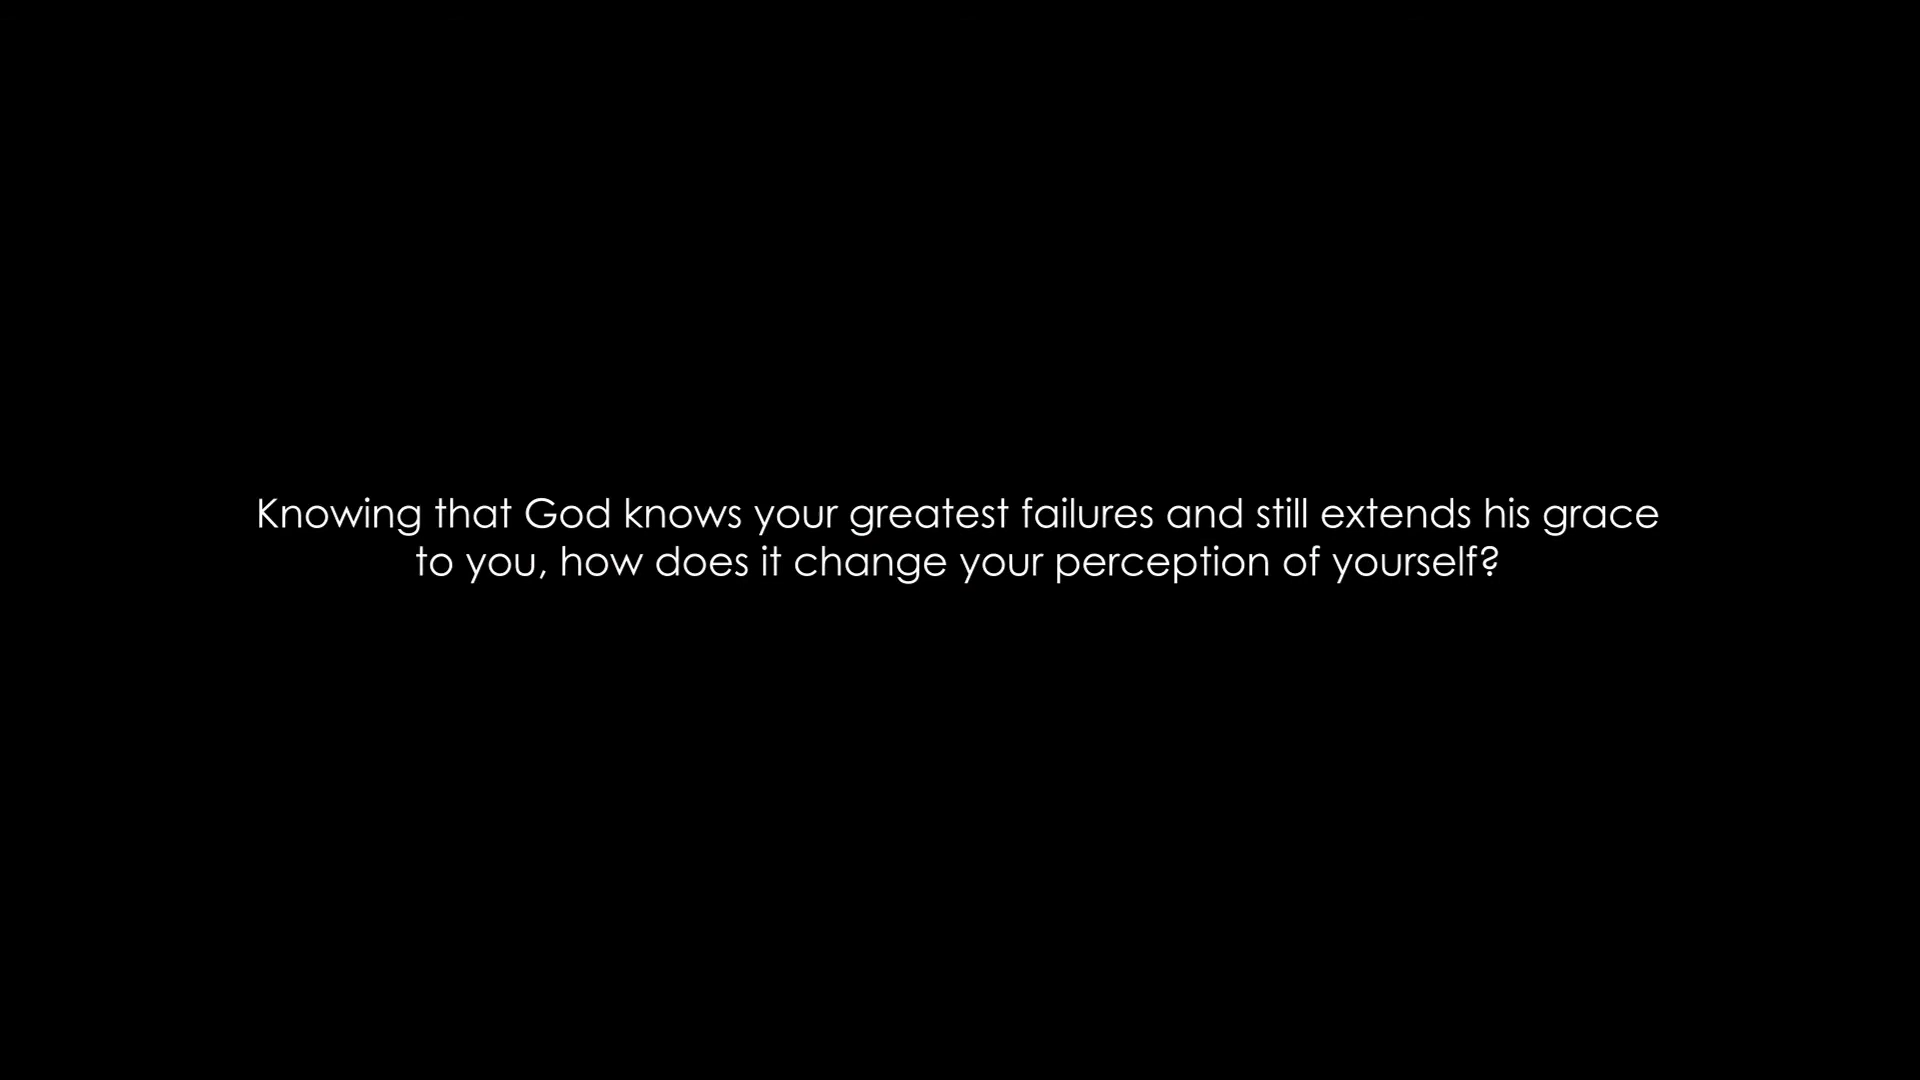 Knowing that God knows your greatest failures and still extends his grace
to you, how does it change your perception of yourself?